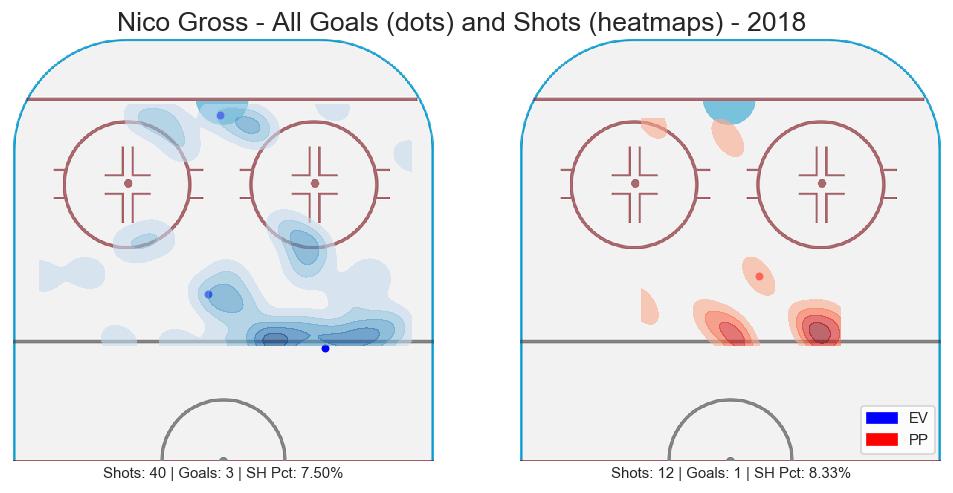 Nico Gross - All Goals (dots) and Shots (heatmaps) - 2018
EV
PP
Shots: 40 | Goals: 3 | SH Pct: 7.50%
Shots: 12 | Goals: 1 | SH Pct: 8.33%